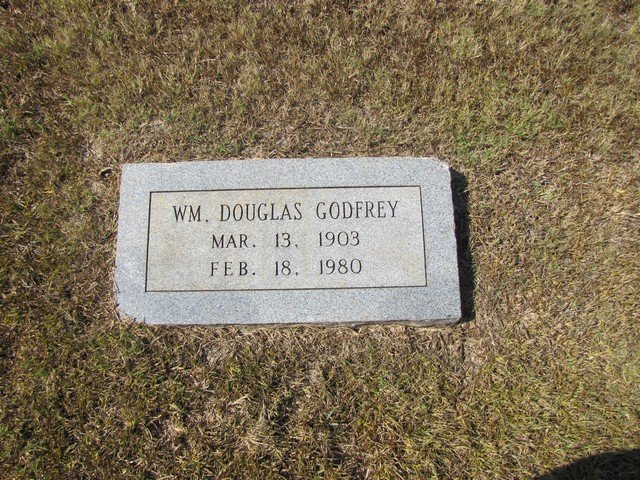 WM. DOUGLAS GODFREY
MAR. 13, 1903
FEB. 18, 1980